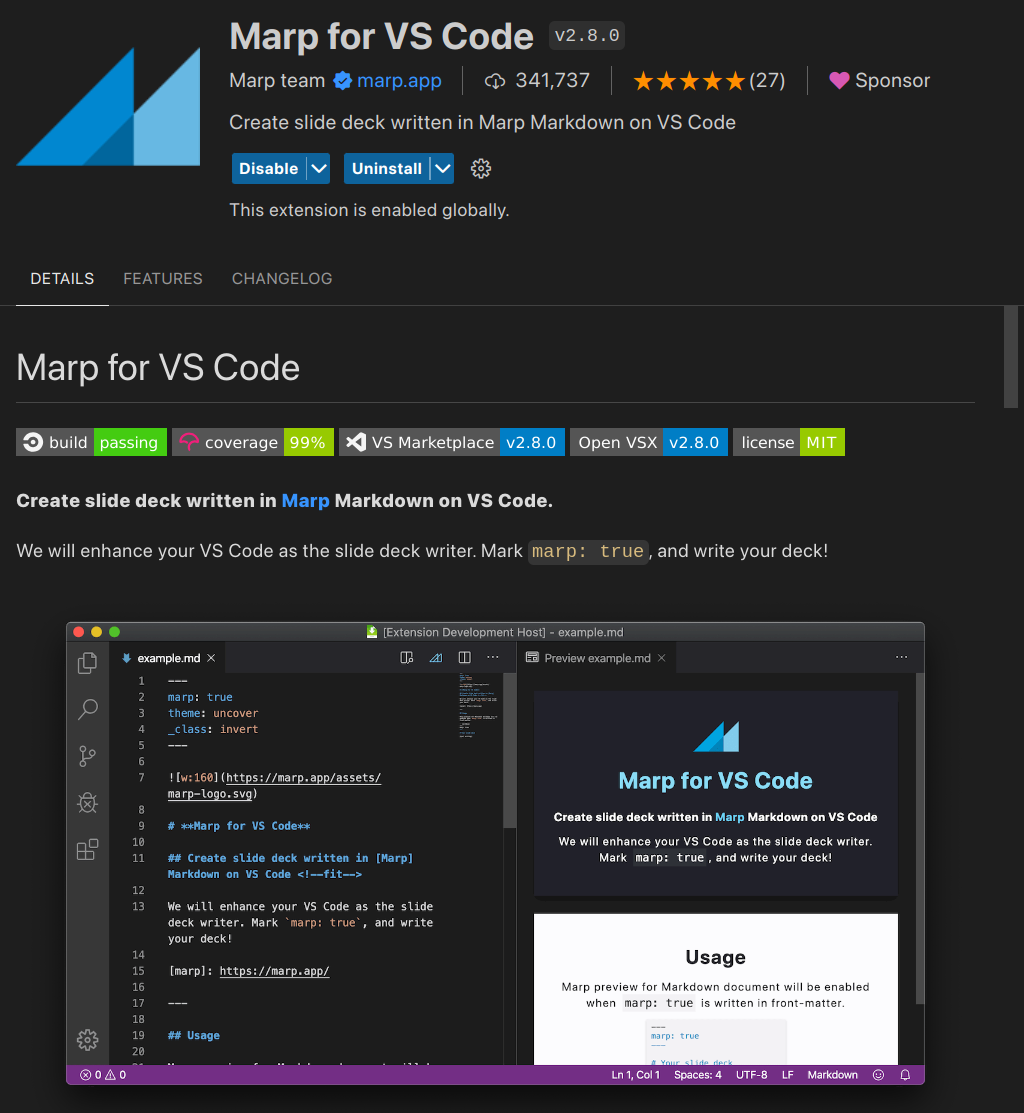 Marp for VS Code v2.8.0
Marp team marp.app 341,737 (27) Sponsor
Create slide deck written in Marp Markdown on VS Code
Disable Uninstall
This extension is enabled globally.
DETAILS FEATURES CHANGELOG
Marp for VS Code
build passing coverage 99% VS Marketplace v2.8.0 Open VSX v2.8.0 license MIT
Create slide deck written in Marp Markdown on VS Code.
We will enhance your VS Code as the slide deck writer. Mark marp: true, and write your deck!
[Extension Development Host] - example.md
example.md
1 ---
2 marp: true
3 theme: uncover
4 _class: invert
5 ---
6
7 ![w:160](https://marp.app/assets/
marp-logo.svg)
8
9 # **Marp for VS Code**
10
11 ## Create slide deck written in [Marp]
Markdown on VS Code <!--fit-->
12
13 We will enhance your VS Code as the slide
deck writer. Mark `marp: true`, and write
your deck!
14
15 [marp]: https://marp.app/
16
17 ---
18
19 ## Usage
20
Preview example.md
Marp for VS Code
Create slide deck written in Marp Markdown on VS Code
We will enhance your VS Code as the slide deck writer.
Mark marp: true, and write your deck!
Usage
Marp preview for Markdown document will be enabled
when marp: true is written in front-matter.
---
marp: true
---
# Your slide deck
0 0 Ln 1, Col 1 Spaces: 4 UTF-8 LF Markdown